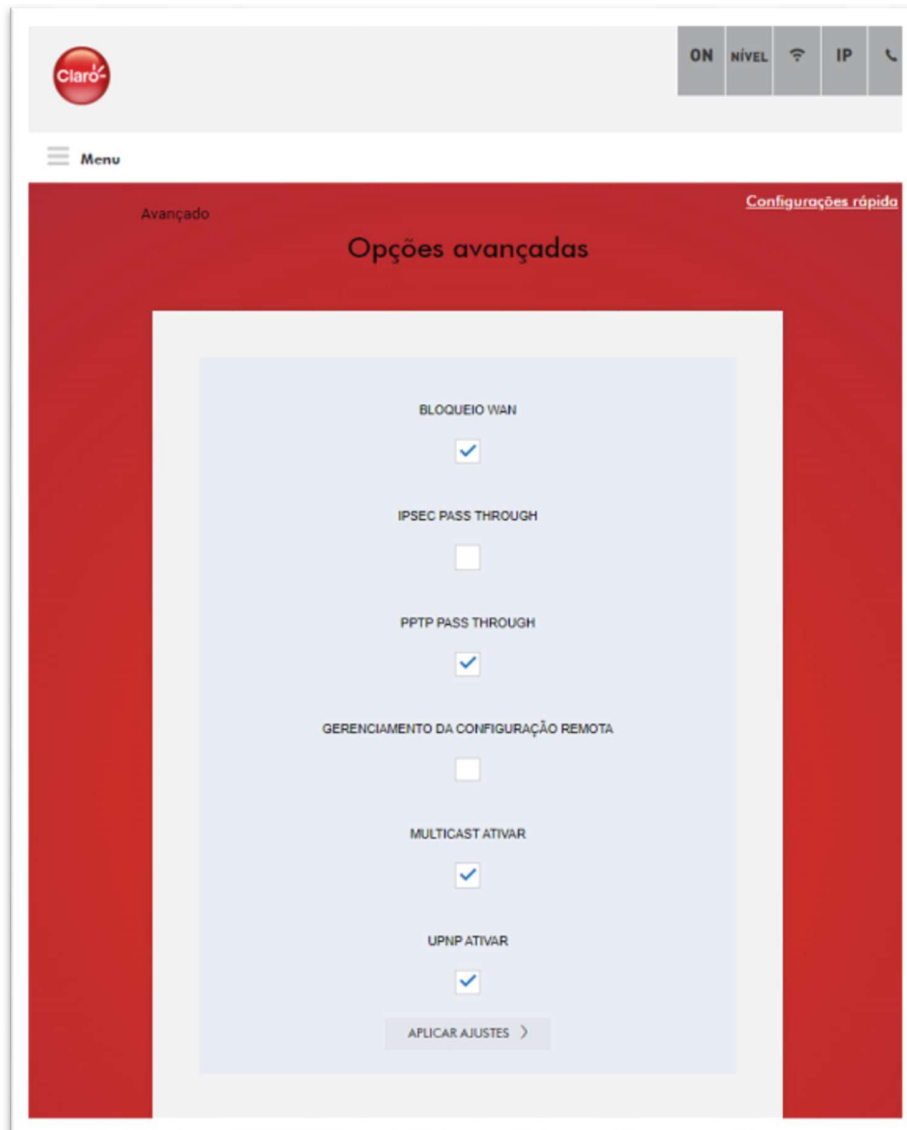 Claro-
ON NÍVEL IP
Menu
Configurações rápida
Avançado
Opções avançadas
BLOQUEIO WAN
IPSEC PASS THROUGH
PPTP PASS THROUGH
GERENCIAMENTO DA CONFIGURAÇÃO REMOTA
MULTICAST ATIVAR
UPNP ATIVAR
APLICAR AJUSTES